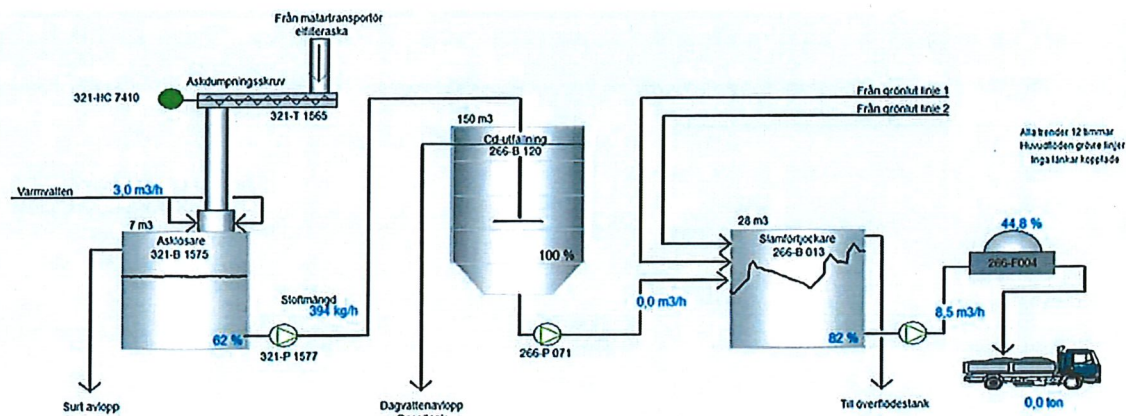 Från matartransportör
elfilteraska
Askdumpningsskruv
321-HC 7410
321-T 1565
Varmvatten
3,0 m3/h
7 m3
Asklösare
321-B 1575
62 %
Stoftmängd
394 kg/h
321-P 1577
Surt avlopp
150 m3
Cd-utfällning
266-B 120
100 %
266-P 071
Dagvattenavlopp
0,0 m3/h
Från grönlut linje 1
Från grönlut linje 2
28 m3
Slamförtjockare
266-B 013
82 %
Till överflödestank
8,5 m3/h
44,8 %
266-F004
0,0 ton
Alla trender 12 timmar
Huvudflöden grövre linjer
Inga länkar kopplade